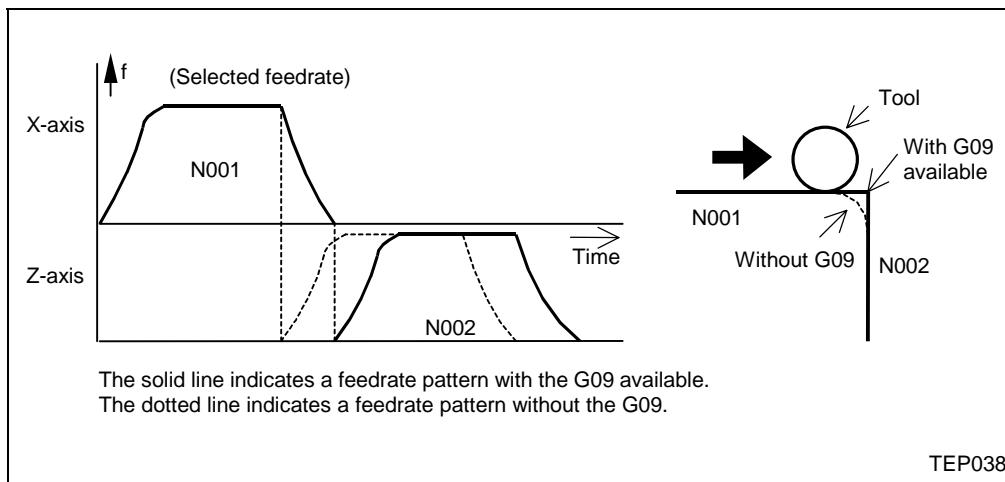 f
(Selected feedrate)
X-axis
N001
Z-axis
N002
Time
Tool
With G09
available
N001
Without G09
N002
The solid line indicates a feedrate pattern with the G09 available.
The dotted line indicates a feedrate pattern without the G09.
TEP038